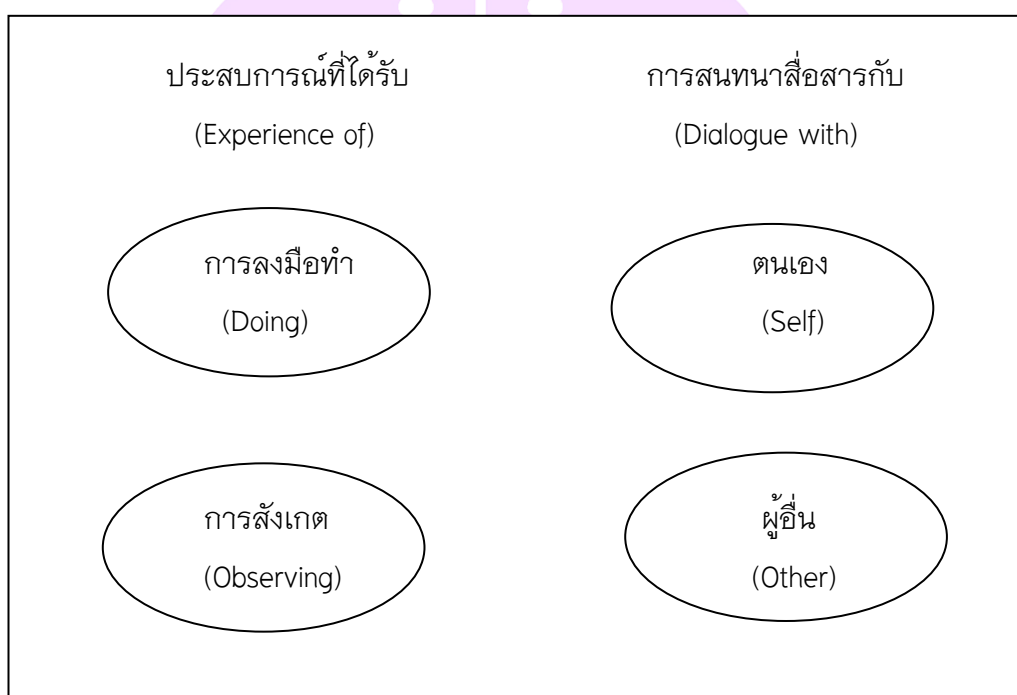 ประสบการณ์ที่ได้รับ
(Experience of)
การสนทนาสื่อสารกับ
(Dialogue with)
การลงมือทำ
(Doing)
ตนเอง
(Self)
การสังเกต
(Observing)
ผู้อื่น
(Other)